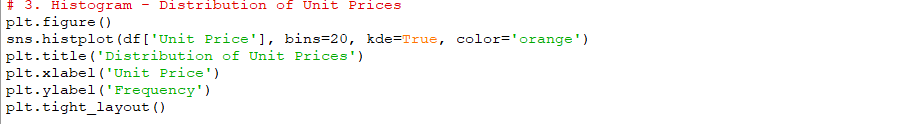 # 3. Histogram - Distribution of Unit Prices
plt.figure()
sns.histplot(df['Unit Price'], bins=20, kde=True, color='orange')
plt.title('Distribution of Unit Prices')
plt.xlabel('Unit Price')
plt.ylabel('Frequency')
plt.tight_layout()